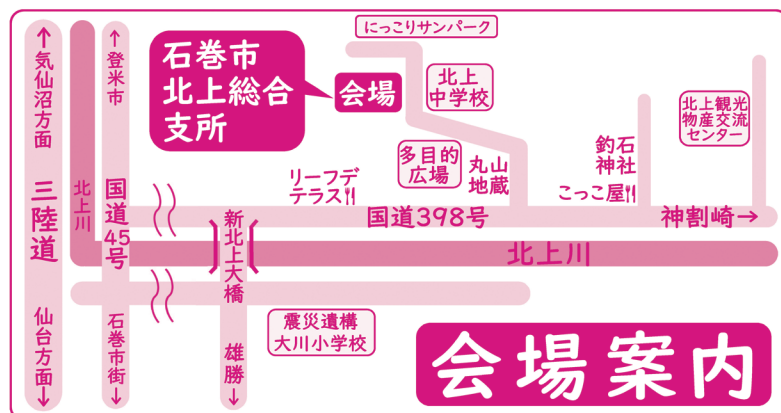 ↑気仙沼方面
三陸道
仙台方面↓
北上川
↑登米市
国道45号
石巻市街↓
石巻市
北上総合
支所
会場
にっこりサンパーク
北上
中学校
多目的
広場
丸山
地蔵
リーフデ
テラス
国道398号
釣石
神社
こっこ屋
北上観光
物産交流
センター
神割崎→
新北上大橋
北上川
雄勝↓
震災遺構
大川小学校
会場案内